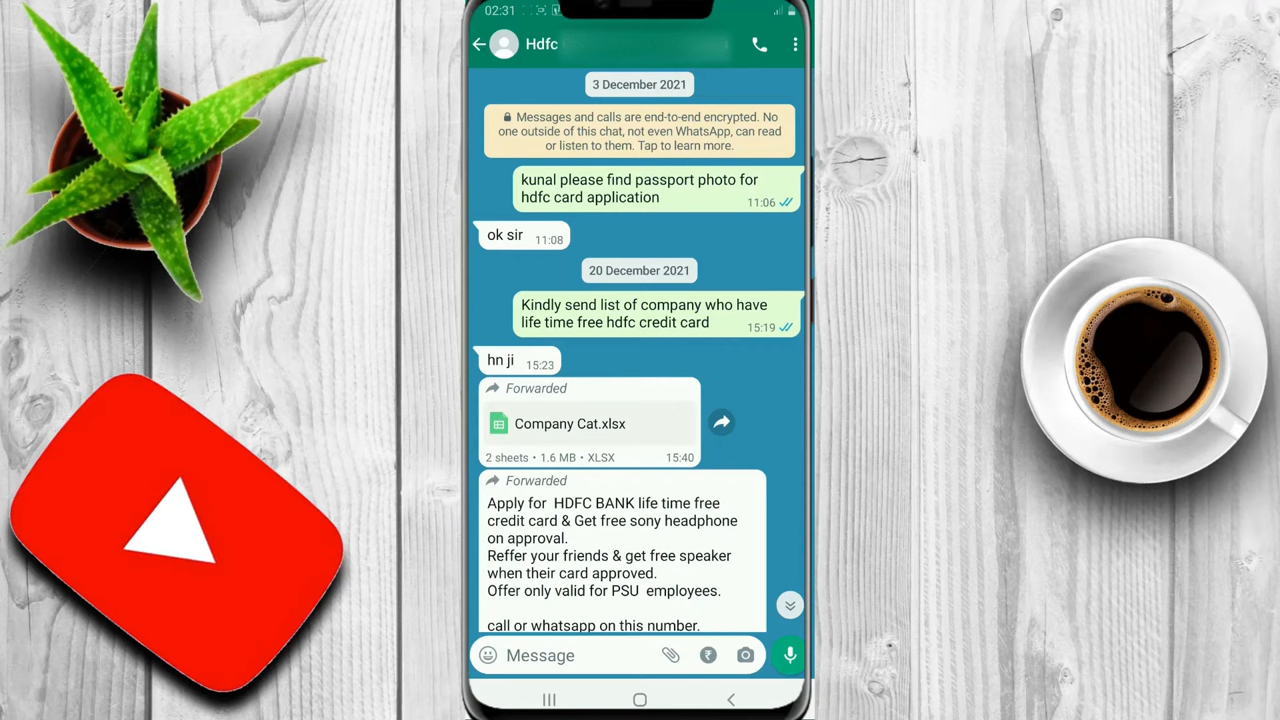 02:31
Hdfc
3 December 2021
Messages and calls are end-to-end encrypted. No
one outside of this chat, not even WhatsApp, can read
or listen to them. Tap to learn more.
kunal please find passport photo for
hdfc card application
11:06
ok sir
11:08
20 December 2021
Kindly send list of company who have
life time free hdfc credit card
15:19
hn ji
15:23
Forwarded
Company Cat.xlsx
2 sheets • 1.6 MB • XLSX
15:40
Forwarded
Apply for HDFC BANK life time free
credit card & Get free sony headphone
on approval.
Reffer your friends & get free speaker
when their card approved.
Offer only valid for PSU employees.
call or whatsapp on this number.
Message